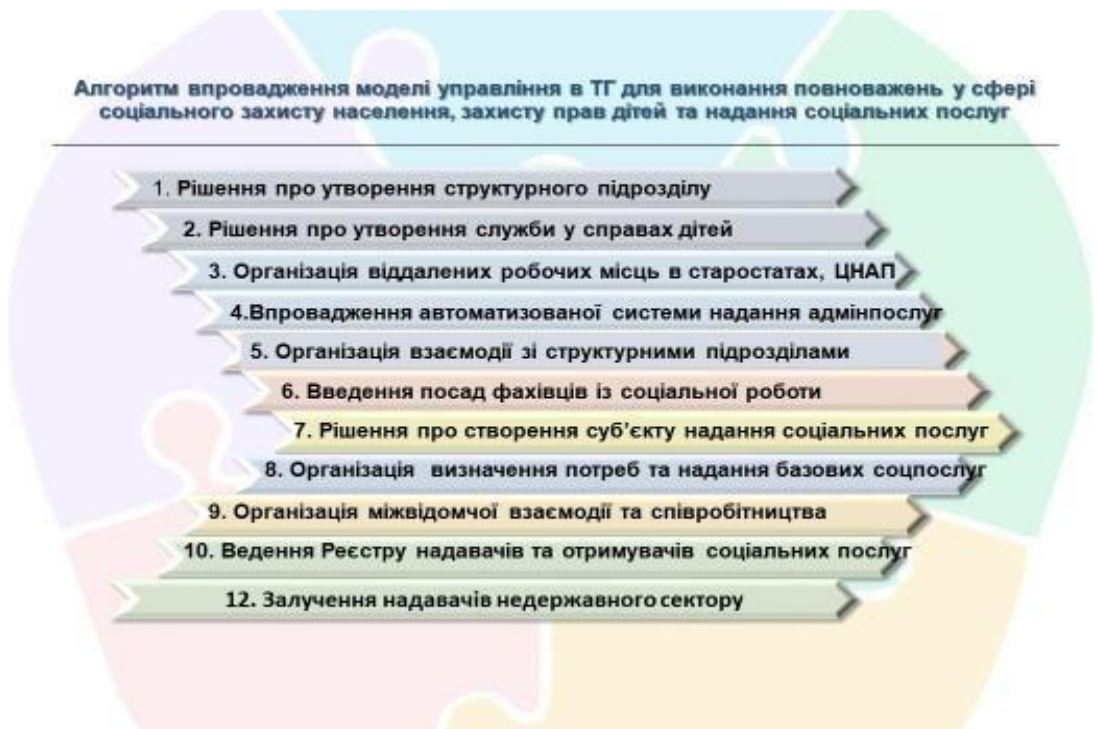 Алгоритм впровадження моделі управління в ТГ для виконання повноважень у сфері
соціального захисту населення, захисту прав дітей та надання соціальних послуг
1. Рішення про утворення структурного підрозділу
2. Рішення про утворення служби у справах дітей
3. Організація віддалених робочих місць в старостатах, ЦНАП
4.Впровадження автоматизованої системи надання адмінпослуг
5. Організація взаємодії зі структурними підрозділами
6. Введення посад фахівців із соціальної роботи
7. Рішення про створення суб’єкту надання соціальних послуг
8. Організація визначення потреб та надання базових соцпослуг
9. Організація міжвідомчої взаємодії та співробітництва
10. Ведення Реєстру надавачів та отримувачів соціальних послуг
12. Залучення надавачів недержавного сектору